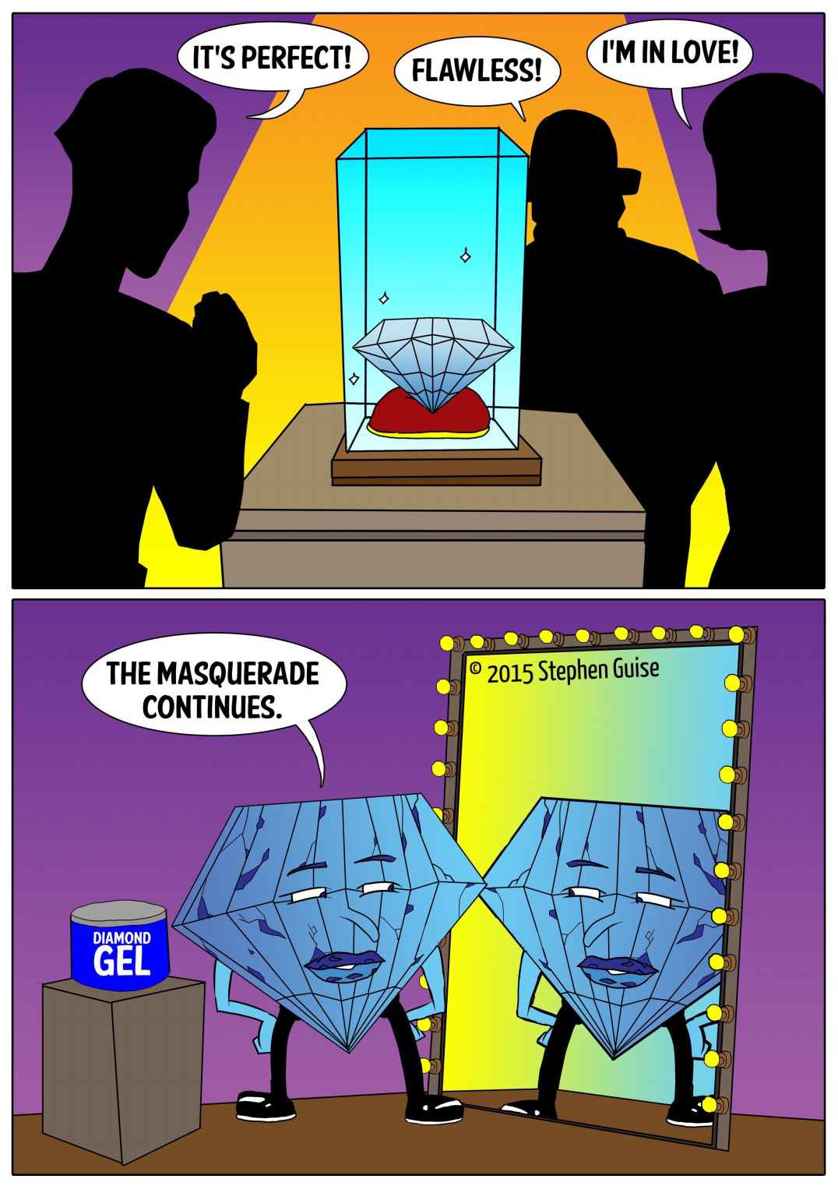 IT'S PERFECT!
FLAWLESS!
I'M IN LOVE!
THE MASQUERADE
CONTINUES.
© 2015 Stephen Guise
DIAMOND
GEL